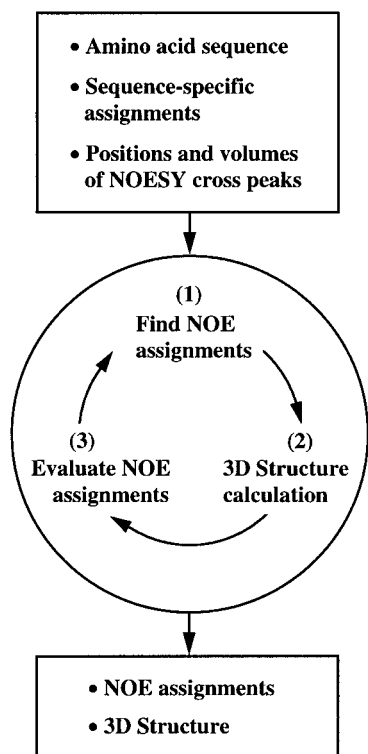 • Amino acid sequence
• Sequence-specific
assignments
• Positions and volumes
of NOESY cross peaks
(1)
Find NOE
assignments
(2)
3D Structure
calculation
(3)
Evaluate NOE
assignments
• NOE assignments
• 3D Structure